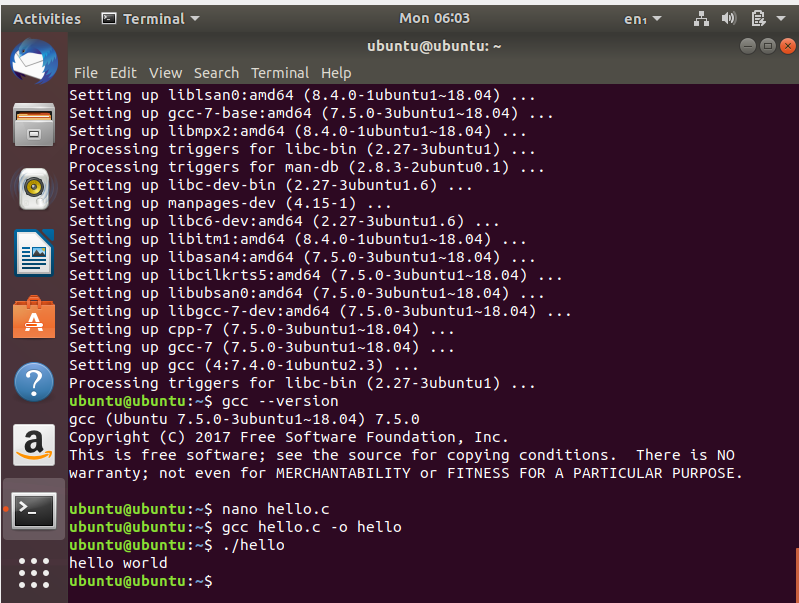 Activities Terminal Mon 06:03 en₁
ubuntu@ubuntu: ~
File Edit View Search Terminal Help
Setting up liblsan0:amd64 (8.4.0-1ubuntu1~18.04) ...
Setting up gcc-7-base:amd64 (7.5.0-3ubuntu1~18.04) ...
Setting up libmpx2:amd64 (8.4.0-1ubuntu1~18.04) ...
Processing triggers for libc-bin (2.27-3ubuntu1) ...
Processing triggers for man-db (2.8.3-2ubuntu0.1) ...
Setting up libc-dev-bin (2.27-3ubuntu1.6) ...
Setting up manpages-dev (4.15-1) ...
Setting up libc6-dev:amd64 (2.27-3ubuntu1.6) ...
Setting up libitm1:amd64 (8.4.0-1ubuntu1~18.04) ...
Setting up libasan4:amd64 (7.5.0-3ubuntu1~18.04) ...
Setting up libcilkrts5:amd64 (7.5.0-3ubuntu1~18.04) ...
Setting up libubsan0:amd64 (7.5.0-3ubuntu1~18.04) ...
Setting up libgcc-7-dev:amd64 (7.5.0-3ubuntu1~18.04) ...
Setting up cpp-7 (7.5.0-3ubuntu1~18.04) ...
Setting up gcc-7 (7.5.0-3ubuntu1~18.04) ...
Setting up gcc (4:7.4.0-1ubuntu2.3) ...
Processing triggers for libc-bin (2.27-3ubuntu1) ...
ubuntu@ubuntu:~$ gcc --version
gcc (Ubuntu 7.5.0-3ubuntu1~18.04) 7.5.0
Copyright (C) 2017 Free Software Foundation, Inc.
This is free software; see the source for copying conditions.  There is NO
warranty; not even for MERCHANTABILITY or FITNESS FOR A PARTICULAR PURPOSE.
ubuntu@ubuntu:~$ nano hello.c
ubuntu@ubuntu:~$ gcc hello.c -o hello
ubuntu@ubuntu:~$ ./hello
hello world
ubuntu@ubuntu:~$